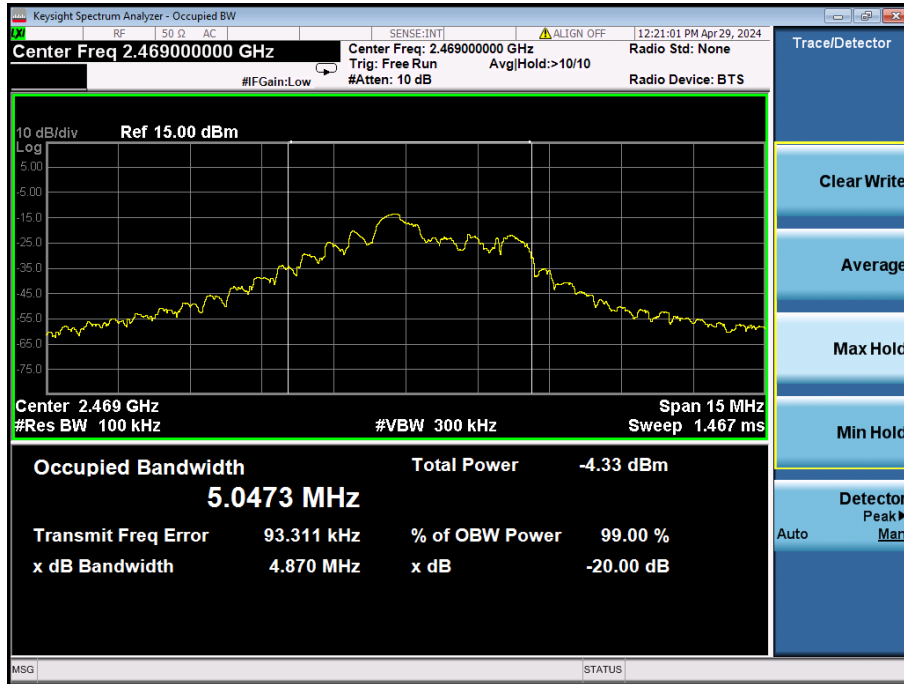 Keysight Spectrum Analyzer - Occupied BW
LXI RF 50 Ω AC SENSE:INT ALIGN OFF 12:21:01 PM Apr 29, 2024
Center Freq 2.469000000 GHz
Center Freq: 2.469000000 GHz Radio Std: None
Trig: Free Run Avg|Hold:>10/10
#IFGain:Low #Atten: 10 dB Radio Device: BTS
10 dB/div Ref 15.00 dBm
Log
5.00
-5.00
-15.0
-25.0
-35.0
-45.0
-55.0
-65.0
-75.0
Center 2.469 GHz Span 15 MHz
#Res BW 100 kHz #VBW 300 kHz Sweep 1.467 ms
Occupied Bandwidth Total Power -4.33 dBm
5.0473 MHz
Transmit Freq Error 93.311 kHz % of OBW Power 99.00 %
x dB Bandwidth 4.870 MHz x dB -20.00 dB
MSG STATUS
Trace/Detector
Clear Write
Average
Max Hold
Min Hold
Detector
Peak
Auto Man